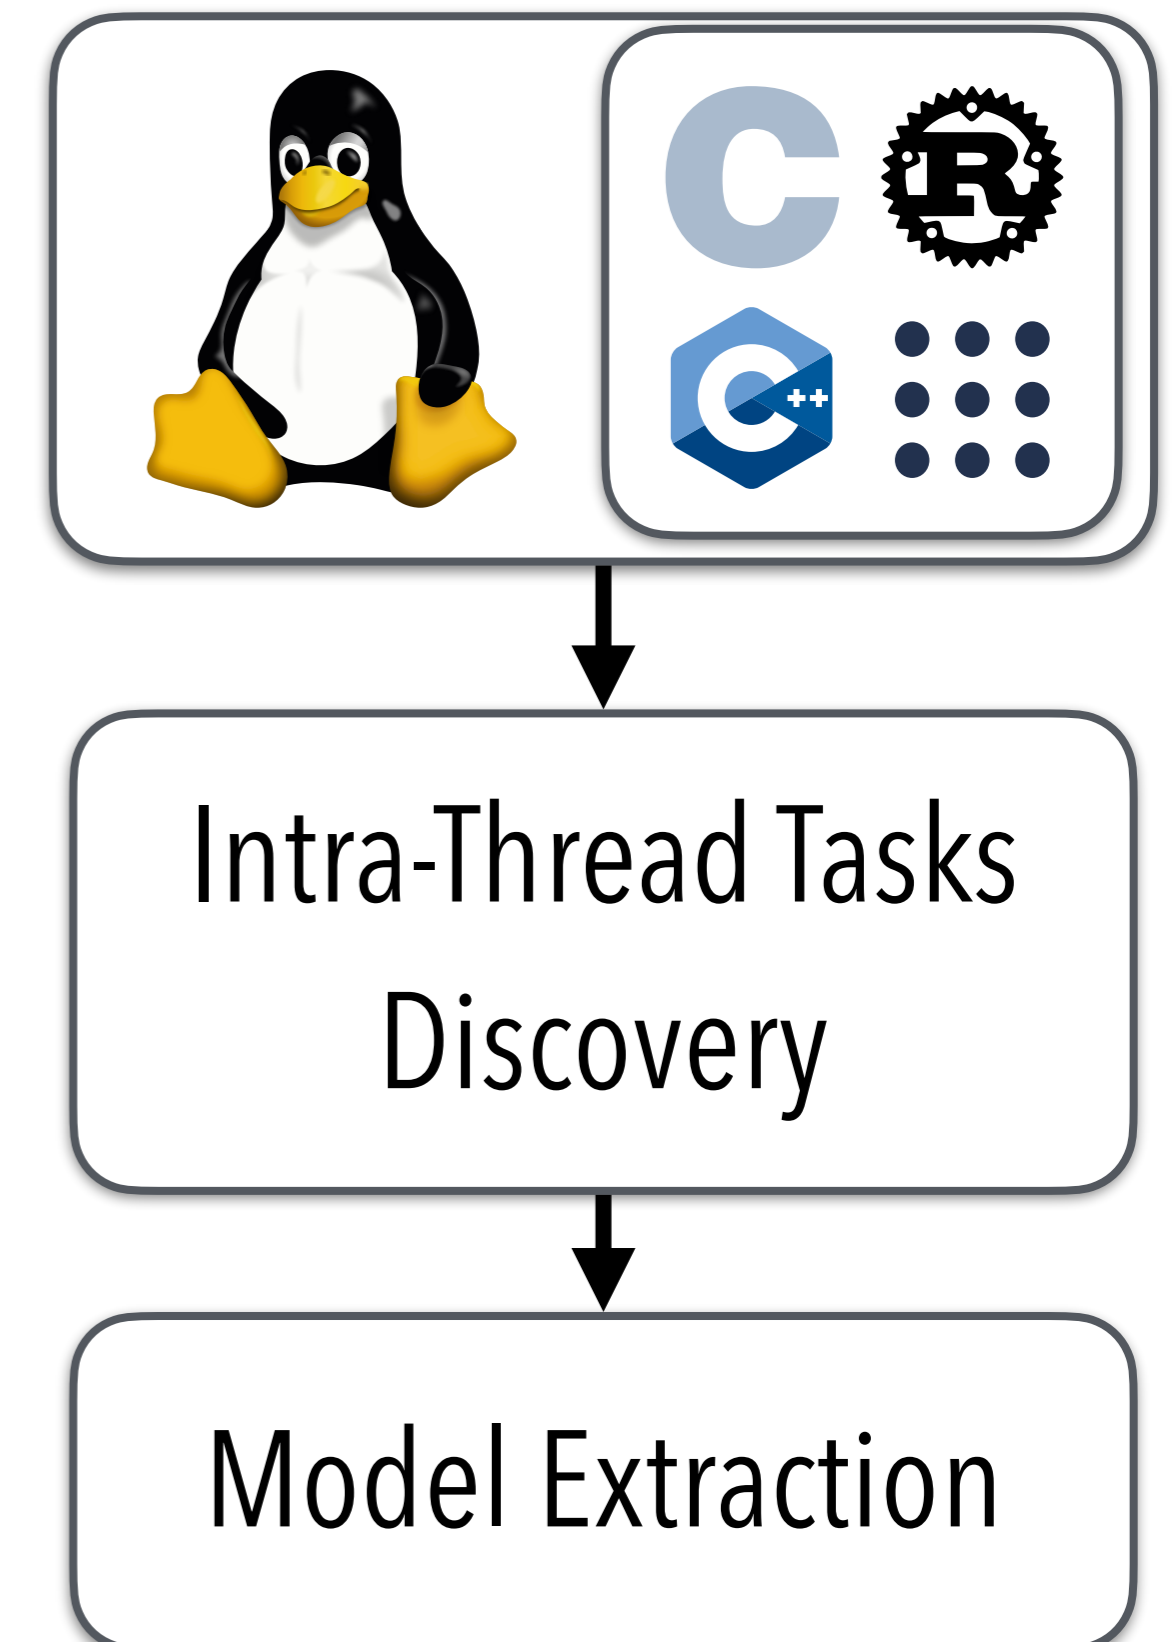 C R
C ++
Intra-Thread Tasks
Discovery
Model Extraction